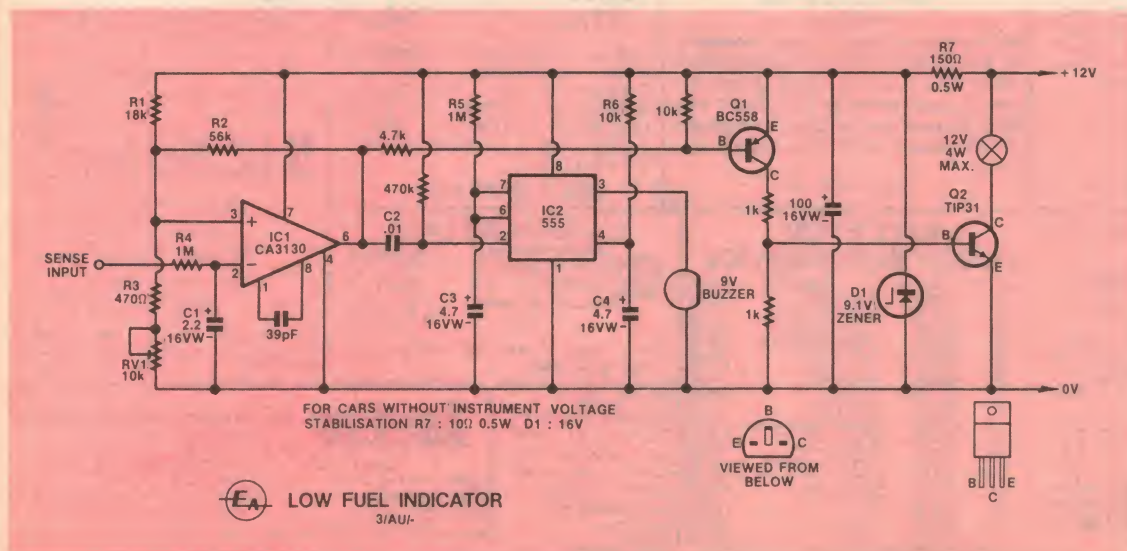 R7
150Ω
0.5W
+ 12V
R1
18k
R2
56k
4.7k
R5
1M
R6
10k
10k
Q1
BC558
E
B
C
12V
4W
MAX.
470k
7
8
3
6
IC2
555
2
4
1
3
+
7
IC1
CA3130
6
C2
.01
1k
100
+
16VW
-
Q2
TIP31
C
B
E
SENSE
INPUT
R4
1M
2
-
8
4
1
9V
BUZZER
R3
470Ω
C1
+
2.2
16VW
-
39pF
C3
+
4.7
16VW
-
C4
+
4.7
16VW
-
1k
D1
9.1V
ZENER
RV1
10k
0V
FOR CARS WITHOUT INSTRUMENT VOLTAGE
STABILISATION R7 : 10Ω 0.5W D1 : 16V
B
E
C
VIEWED FROM
BELOW
B
C
E
EA
LOW FUEL INDICATOR
3/AU/-